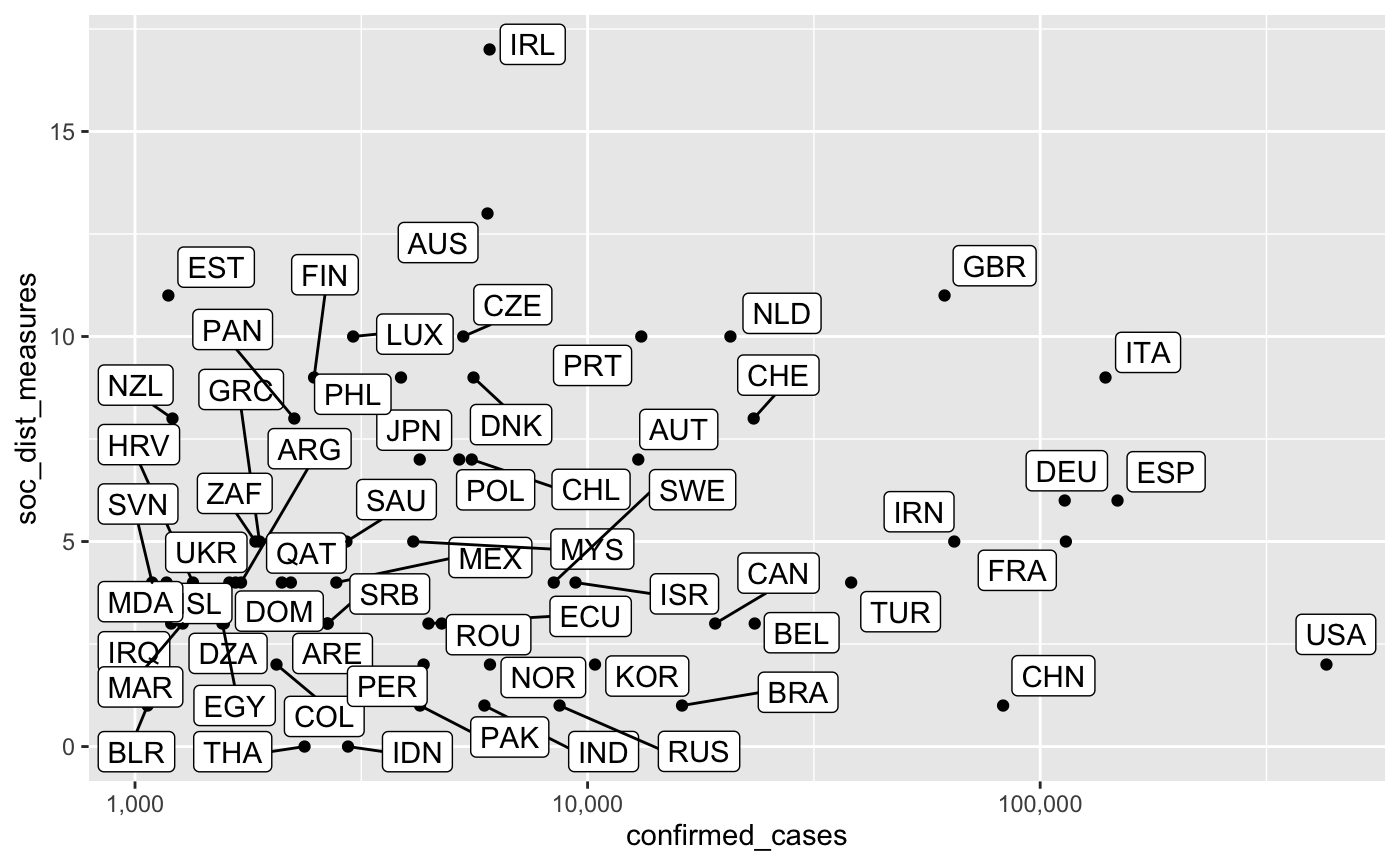 IRL
15
AUS
EST
FIN
GBR
CZE
NLD
PAN
LUX
10
ITA
PRT
CHE
NZL
GRC
PHL
DNK
JPN
AUT
HRV
ARG
DEU
ESP
ZAF
SAU
POL
CHL
SWE
SVN
IRN
5
UKR
QAT
MEX
MYS
FRA
CAN
MDA
SL
DOM
SRB
ISR
ECU
TUR
ROU
BEL
USA
IRQ
DZA
ARE
NOR
KOR
CHN
MAR
PER
BRA
EGY
COL
PAK
0
BLR
THA
IDN
IND
RUS
1,000
10,000
100,000
confirmed_cases
soc_dist_measures